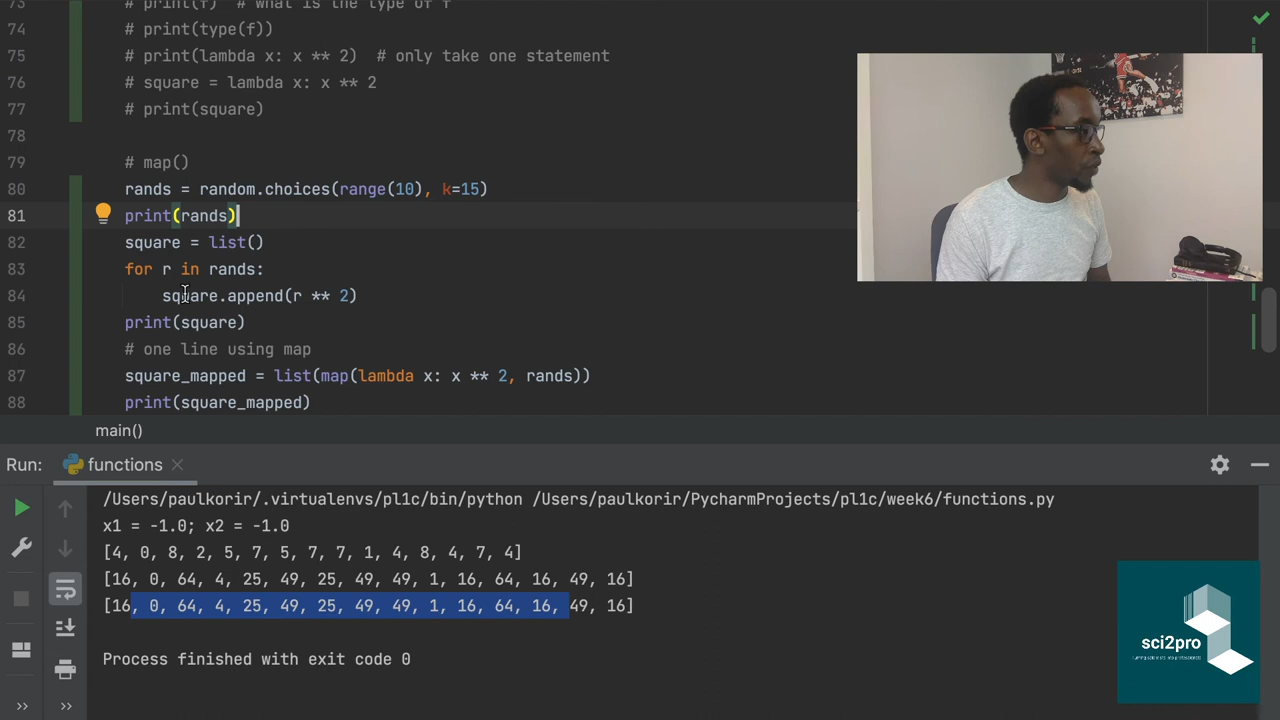 73 # print(f) # what is the type of f
74 # print(type(f))
75 # print(lambda x: x ** 2) # only take one statement
76 # square = lambda x: x ** 2
77 # print(square)
78
79 # map()
80 rands = random.choices(range(10), k=15)
81 print(rands)
82 square = list()
83 for r in rands:
84 square.append(r ** 2)
85 print(square)
86 # one line using map
87 square_mapped = list(map(lambda x: x ** 2, rands))
88 print(square_mapped)
main()
Run: functions
/Users/paulkorir/.virtualenvs/pl1c/bin/python /Users/paulkorir/PycharmProjects/pl1c/week6/functions.py
x1 = -1.0; x2 = -1.0
[4, 0, 8, 2, 5, 7, 5, 7, 7, 1, 4, 8, 4, 7, 4]
[16, 0, 64, 4, 25, 49, 25, 49, 49, 1, 16, 64, 16, 49, 16]
[16, 0, 64, 4, 25, 49, 25, 49, 49, 1, 16, 64, 16, 49, 16]
Process finished with exit code 0
sci2pro